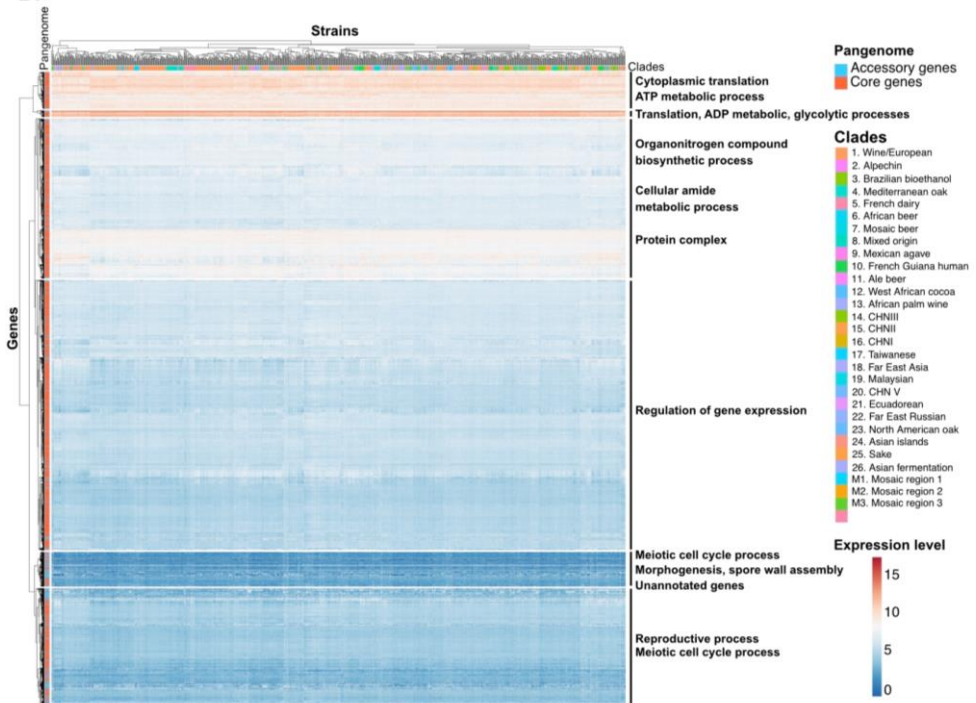 Pangenome
Strains
Clades
Genes
Cytoplasmic translation
ATP metabolic process
Translation, ADP metabolic, glycolytic processes
Organonitrogen compound
biosynthetic process
Cellular amide
metabolic process
Protein complex
Regulation of gene expression
Meiotic cell cycle process
Morphogenesis, spore wall assembly
Unannotated genes
Reproductive process
Meiotic cell cycle process
Pangenome
Accessory genes
Core genes
Clades
1. Wine/European
2. Alpechin
3. Brazilian bioethanol
4. Mediterranean oak
5. French dairy
6. African beer
7. Mosaic beer
8. Mixed origin
9. Mexican agave
10. French Guiana human
11. Ale beer
12. West African cocoa
13. African palm wine
14. CHNIII
15. CHNII
16. CHNI
17. Taiwanese
18. Far East Asia
19. Malaysian
20. CHN V
21. Ecuadorean
22. Far East Russian
23. North American oak
24. Asian islands
25. Sake
26. Asian fermentation
M1. Mosaic region 1
M2. Mosaic region 2
M3. Mosaic region 3
Expression level
15
10
5
0